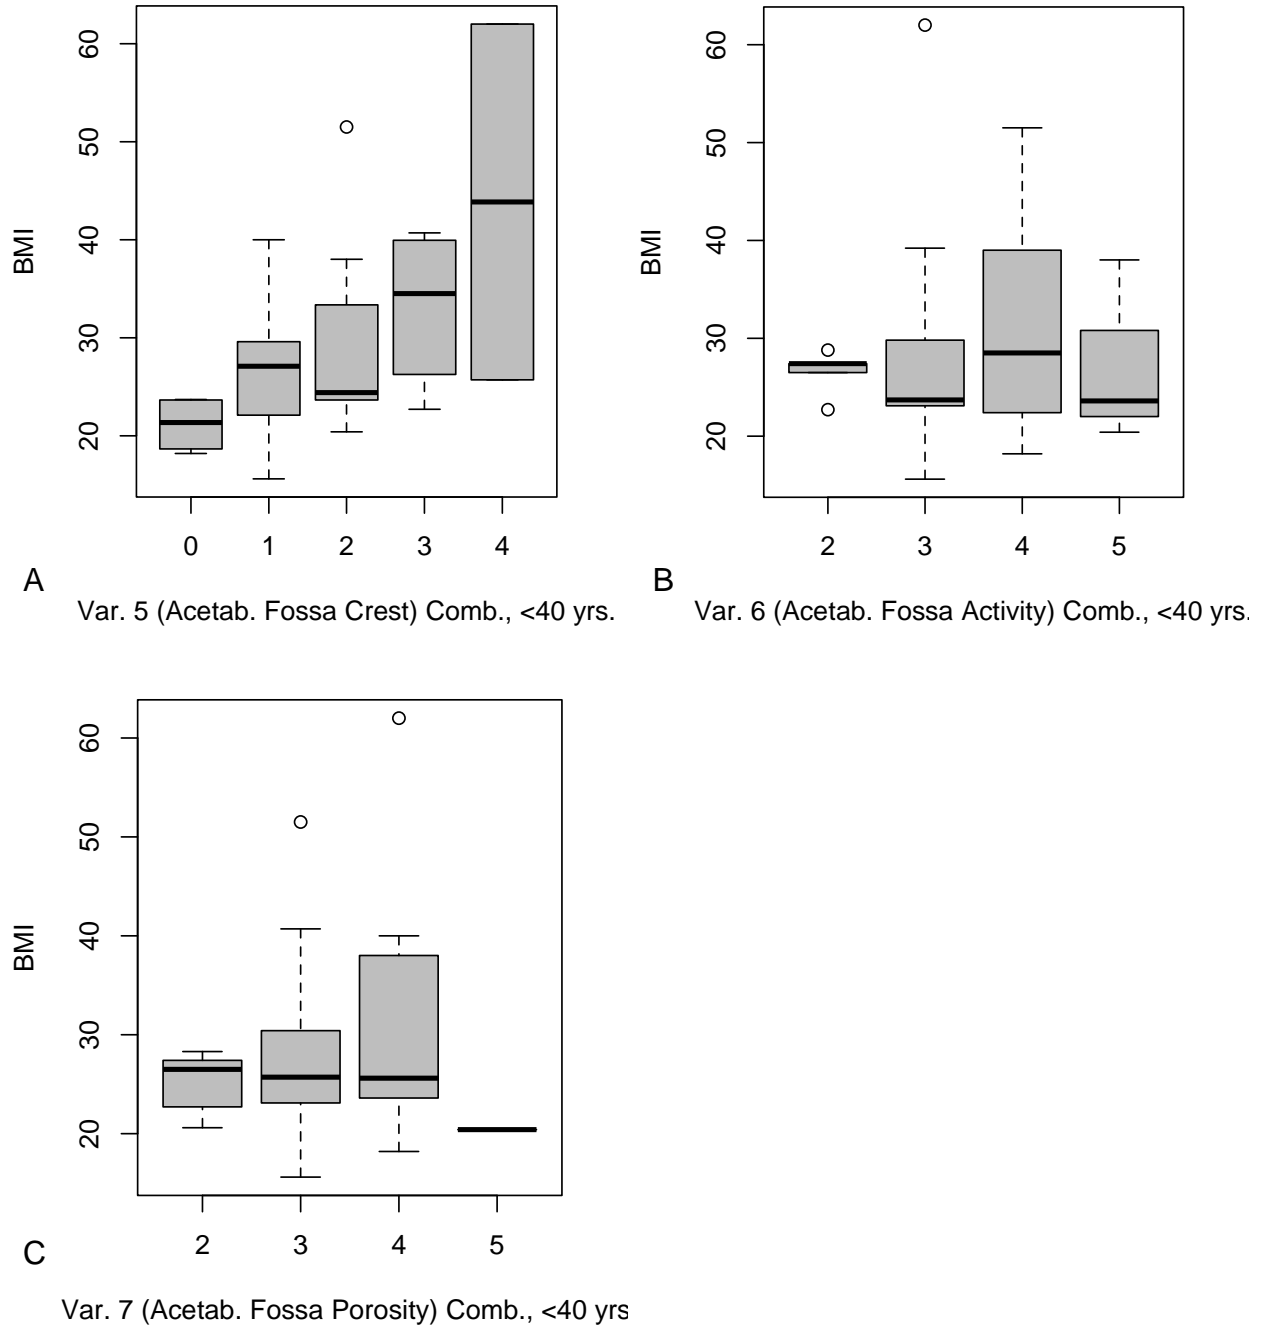 60
50
40
30
20
BMI
0 1 2 3 4
A
Var. 5 (Acetab. Fossa Crest) Comb., <40 yrs.
60
50
40
30
20
BMI
2 3 4 5
B
Var. 6 (Acetab. Fossa Activity) Comb., <40 yrs.
60
50
40
30
20
BMI
2 3 4 5
C
Var. 7 (Acetab. Fossa Porosity) Comb., <40 yrs